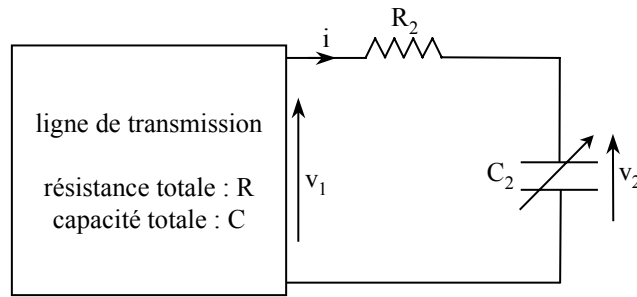 R₂
i
ligne de transmission
v₁
C₂
v₂
résistance totale : R
capacité totale : C